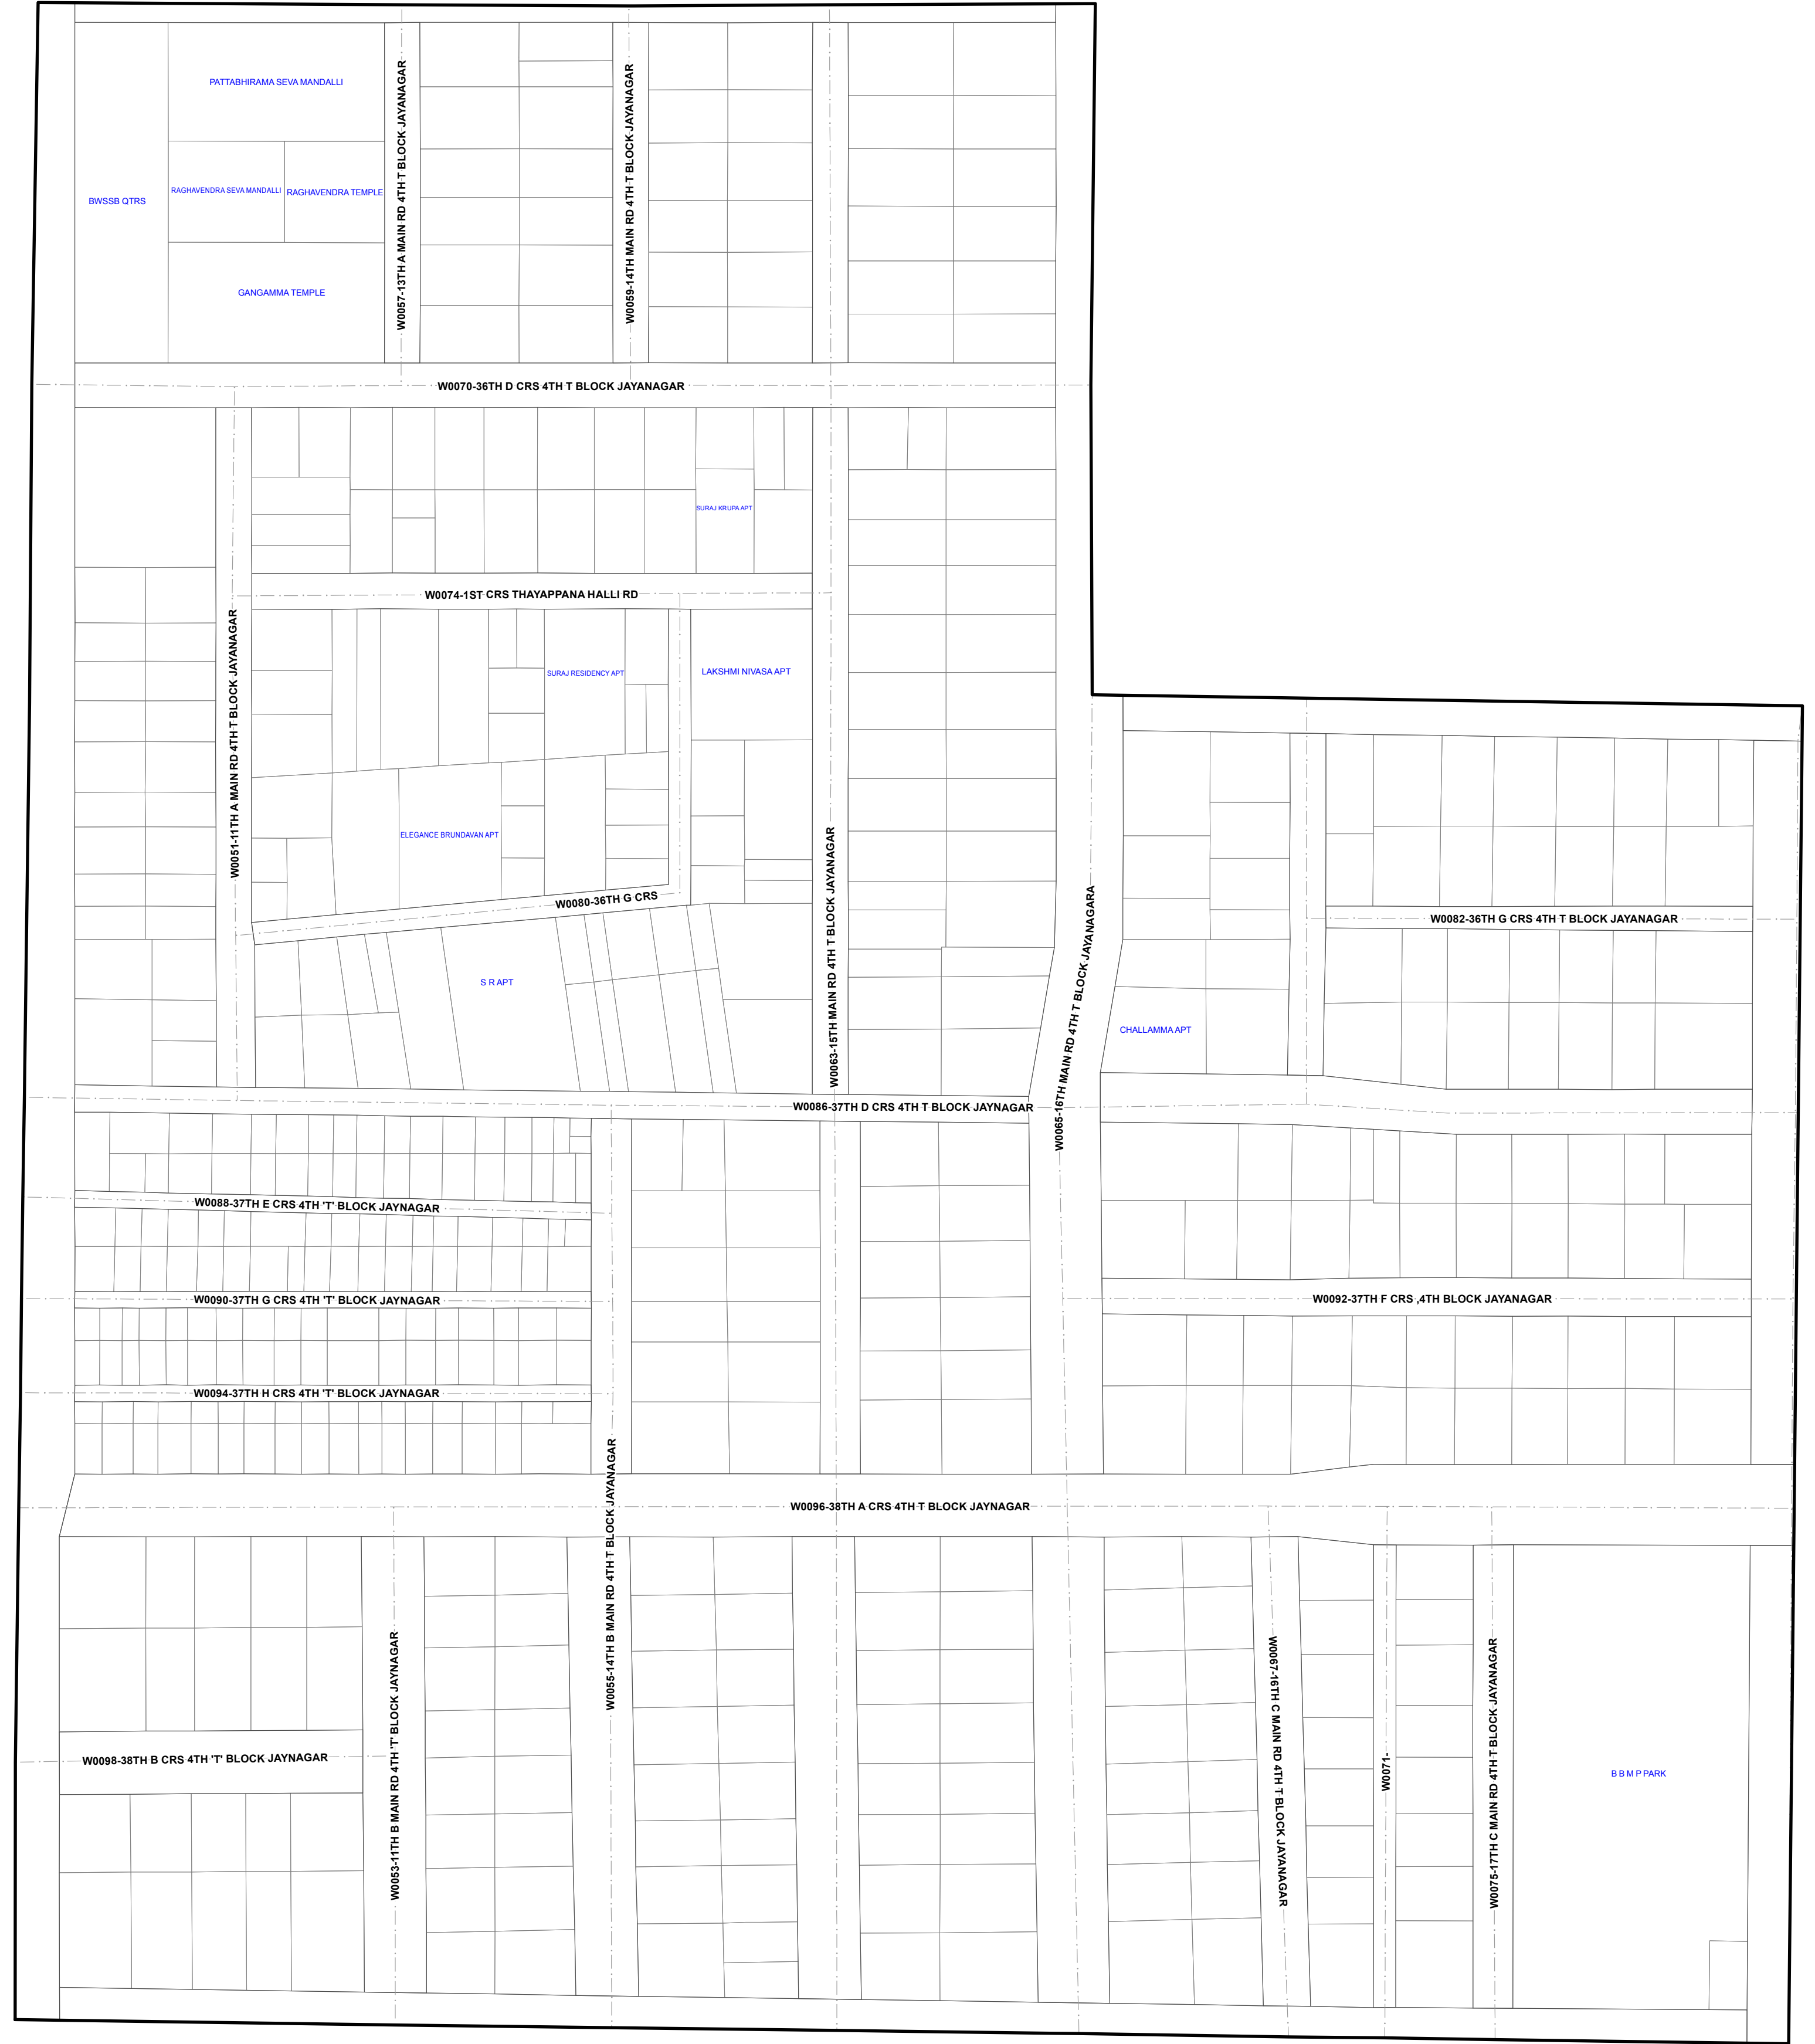 PATTABHIRAMA SEVA MANDALLI
RAGHAVENDRA SEVA MANDALLI
RAGHAVENDRA TEMPLE
BWSSB QTRS
GANGAMMA TEMPLE
W0057-13TH A MAIN RD 4TH T BLOCK JAYANAGAR
W0059-14TH MAIN RD 4TH T BLOCK JAYANAGAR
W0070-36TH D CRS 4TH T BLOCK JAYANAGAR
SURAJ KRUPA APT
W0074-1ST CRS THAYAPPANA HALLI RD
W0051-11TH A MAIN RD 4TH T BLOCK JAYANAGAR
SURAJ RESIDENCY APT
LAKSHMI NIVASA APT
ELEGANCE BRUNDAVAN APT
W0080-36TH G CRS
W0063-15TH MAIN RD 4TH T BLOCK JAYANAGAR
W0065-16TH MAIN RD 4TH T BLOCK JAYANAGARA
W0082-36TH G CRS 4TH T BLOCK JAYANAGAR
S R APT
CHALLAMMA APT
W0086-37TH D CRS 4TH T BLOCK JAYNAGAR
W0088-37TH E CRS 4TH 'T' BLOCK JAYNAGAR
W0090-37TH G CRS 4TH 'T' BLOCK JAYNAGAR
W0092-37TH F CRS ,4TH BLOCK JAYANAGAR
W0094-37TH H CRS 4TH 'T' BLOCK JAYNAGAR
W0096-38TH A CRS 4TH T BLOCK JAYNAGAR
W0055-14TH B MAIN RD 4TH T BLOCK JAYANAGAR
W0053-11TH B MAIN RD 4TH 'T' BLOCK JAYNAGAR
W0067-16TH C MAIN RD 4TH T BLOCK JAYANAGAR
W0071-
W0075-17TH C MAIN RD 4TH T BLOCK JAYANAGAR
W0098-38TH B CRS 4TH 'T' BLOCK JAYNAGAR
B B M P PARK